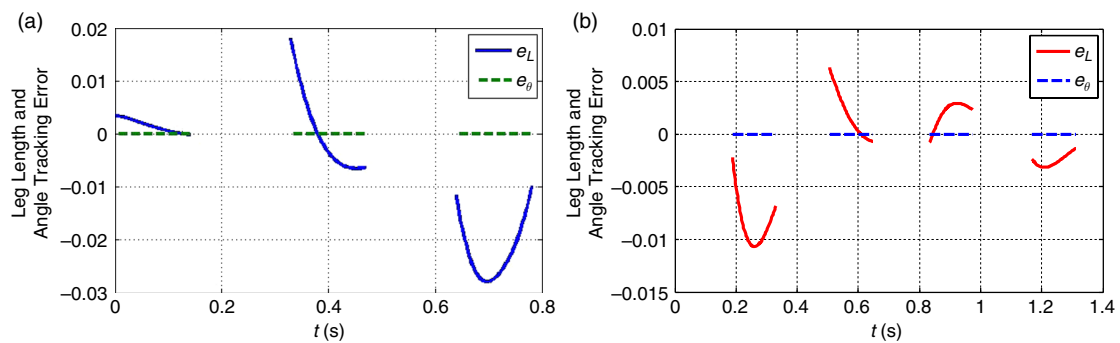 (a)
Leg Length and
Angle Tracking Error
0.02
0.01
0
−0.01
−0.02
−0.03
0
0.2
0.4
0.6
0.8
t (s)
e_L
e_θ
(b)
Leg Length and
Angle Tracking Error
0.01
0.005
0
−0.005
−0.01
−0.015
0
0.2
0.4
0.6
0.8
1
1.2
1.4
t (s)
e_L
e_θ